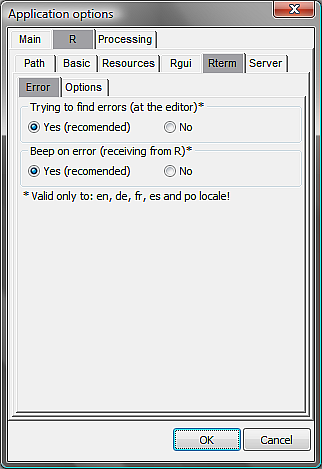 Application options
Main R Processing
Path Basic Resources Rgui Rterm Server
Error Options
Trying to find errors (at the editor)*
Yes (recomended) No
Beep on error (receiving from R)*
Yes (recomended) No
* Valid only to: en, de, fr, es and po locale!
OK Cancel